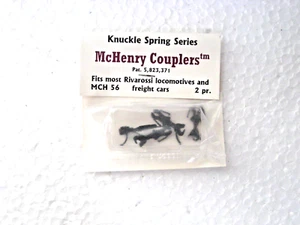 Knuckle Spring Series
McHenry Couplers™
Pat. 5,823,371
Fits most Rivarossi locomotives and
MCH 56 freight cars 2 pr.